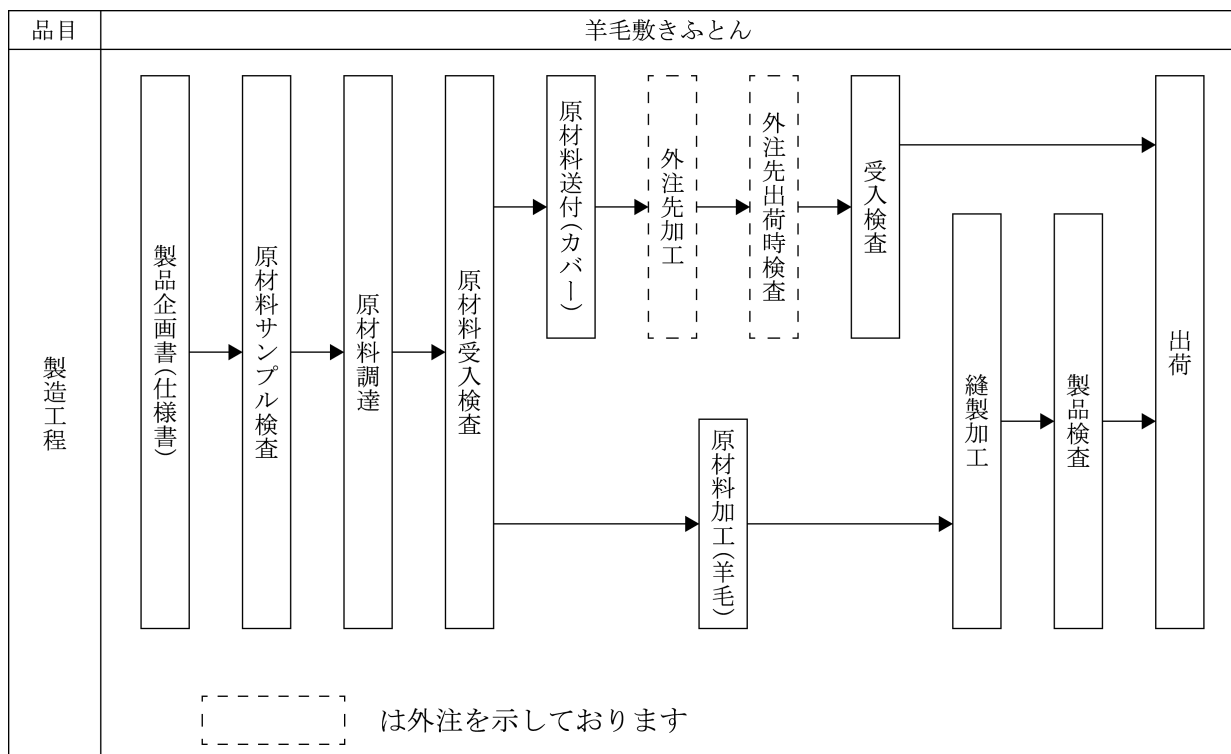 品目
羊毛敷きふとん
製造工程
製品企画書(仕様書)
原材料サンプル検査
原材料調達
原材料受入検査
原材料送付(カバー)
外注先加工
外注先出荷時検査
受入検査
原材料加工(羊毛)
縫製加工
製品検査
出荷
は外注を示しております